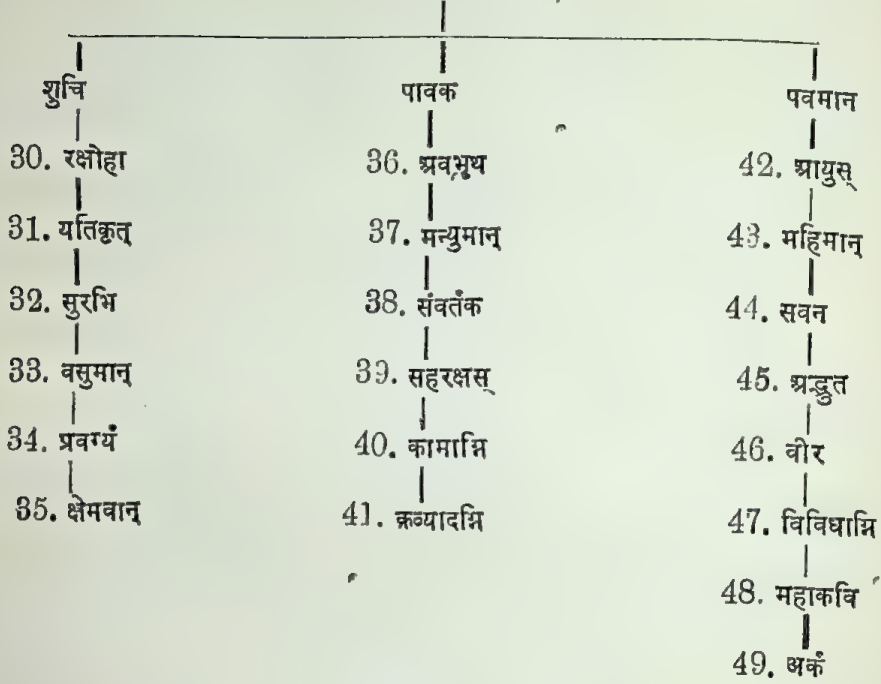 शुचि पावक पवमान
30. रक्षोहा 36. अवभृथ 42. आयुस्
31. यतिकृत् 37. मन्युमान् 43. महिमान्
32. सुरभि 38. संवर्तक 44. सवन
33. वसुमान् 39. सहरक्षस् 45. अद्भुत
34. प्रवर्ग्य 40. कामाग्नि 46. वीर
35. क्षेमवान् 41. क्रव्यादग्नि 47. विविधाग्नि
48. महाकवि
49. अर्क